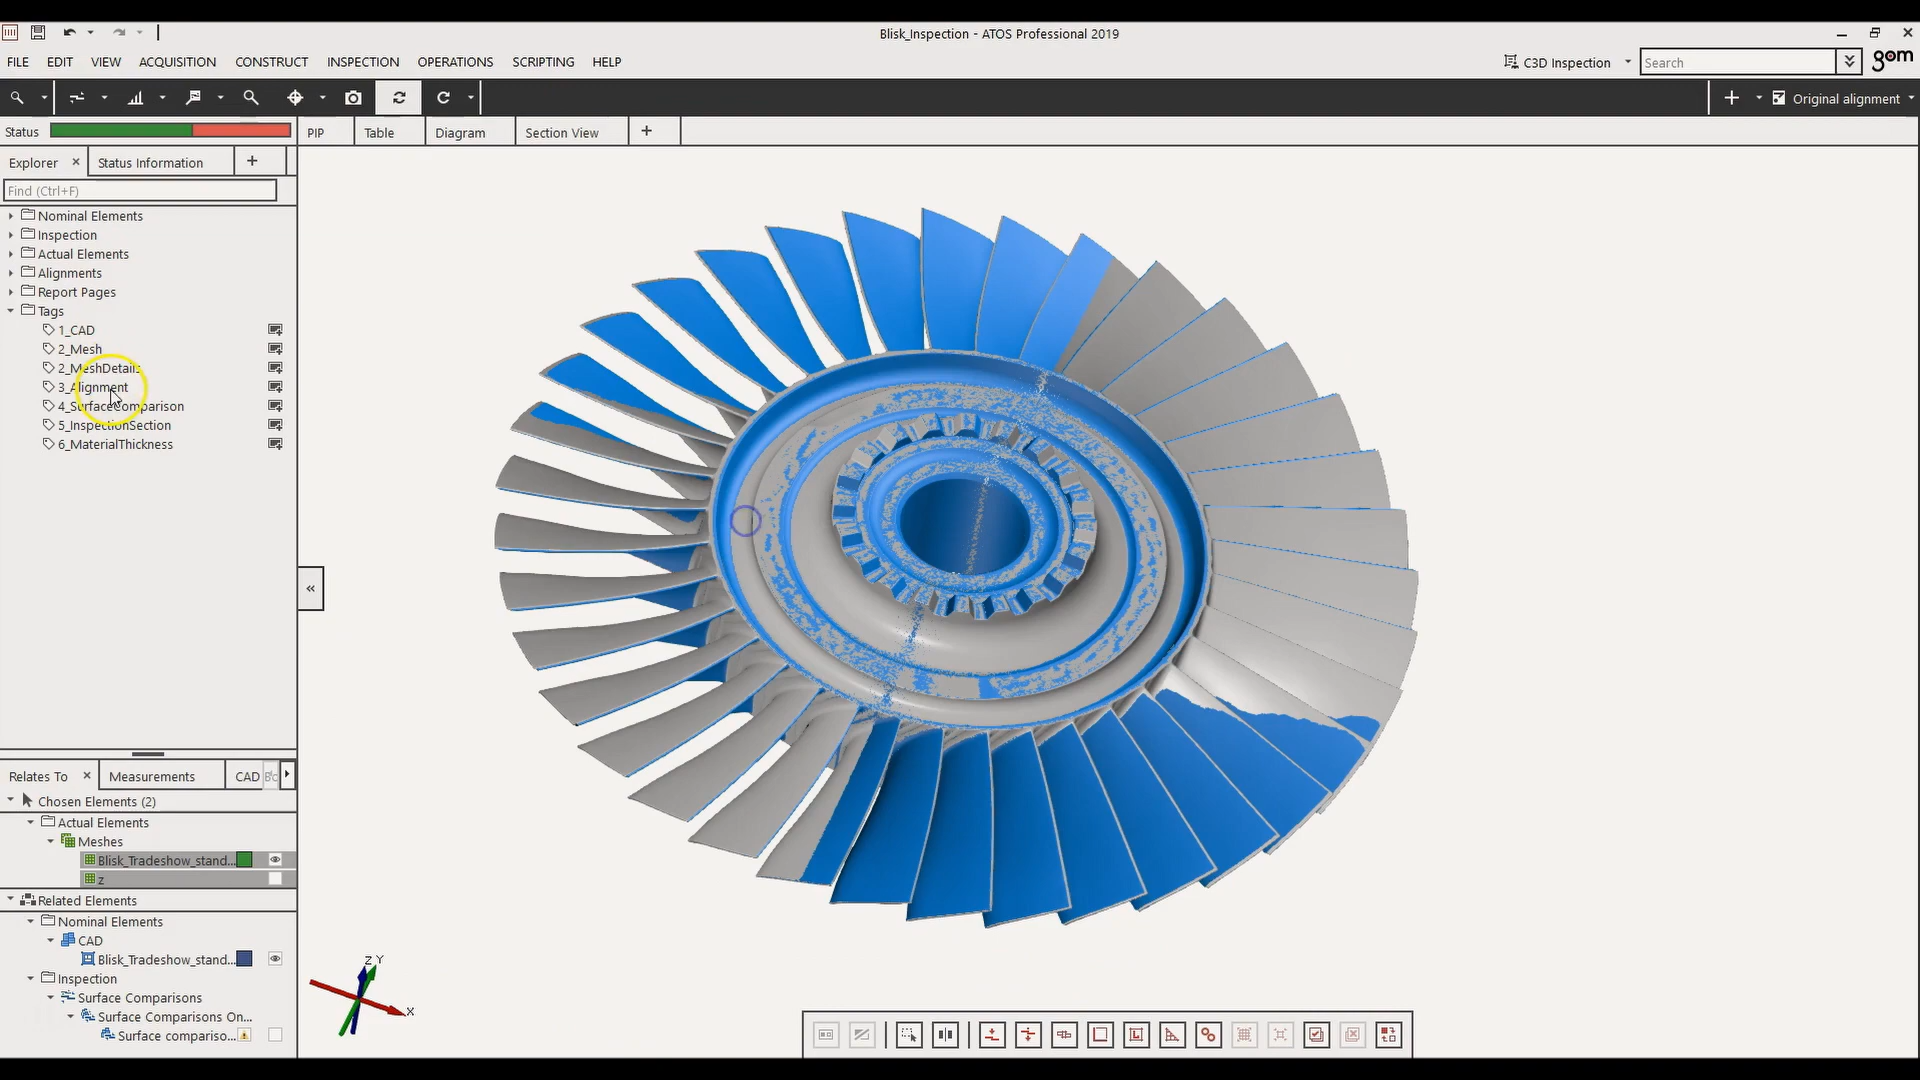 Blisk_Inspection - ATOS Professional 2019
FILE EDIT VIEW ACQUISITION CONSTRUCT INSPECTION OPERATIONS SCRIPTING HELP
C3D Inspection
Search
gom
Original alignment
Status
PIP
Table
Diagram
Section View
Explorer
Status Information
Find (Ctrl+F)
Nominal Elements
Inspection
Actual Elements
Alignments
Report Pages
Tags
1_CAD
2_Mesh
2_MeshDetails
3_Alignment
4_SurfaceComparison
5_InspectionSection
6_MaterialThickness
Relates To
Measurements
CAD
Chosen Elements (2)
Actual Elements
Meshes
Blisk_Tradeshow_stand...
z
Related Elements
Nominal Elements
CAD
Blisk_Tradeshow_stand...
Inspection
Surface Comparisons
Surface Comparisons On...
Surface compariso...
Z Y
X